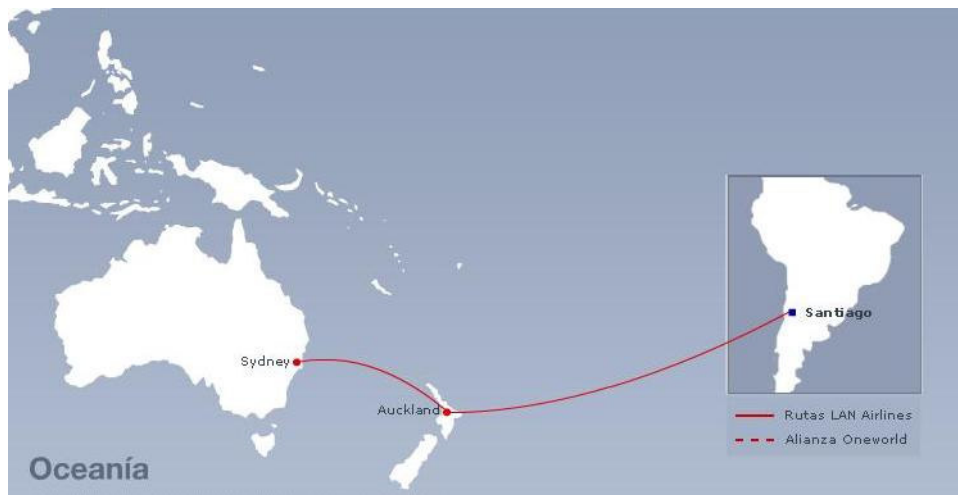 Santiago
Sydney
Auckland
Rutas LAN Airlines
Alianza Oneworld
Oceanía